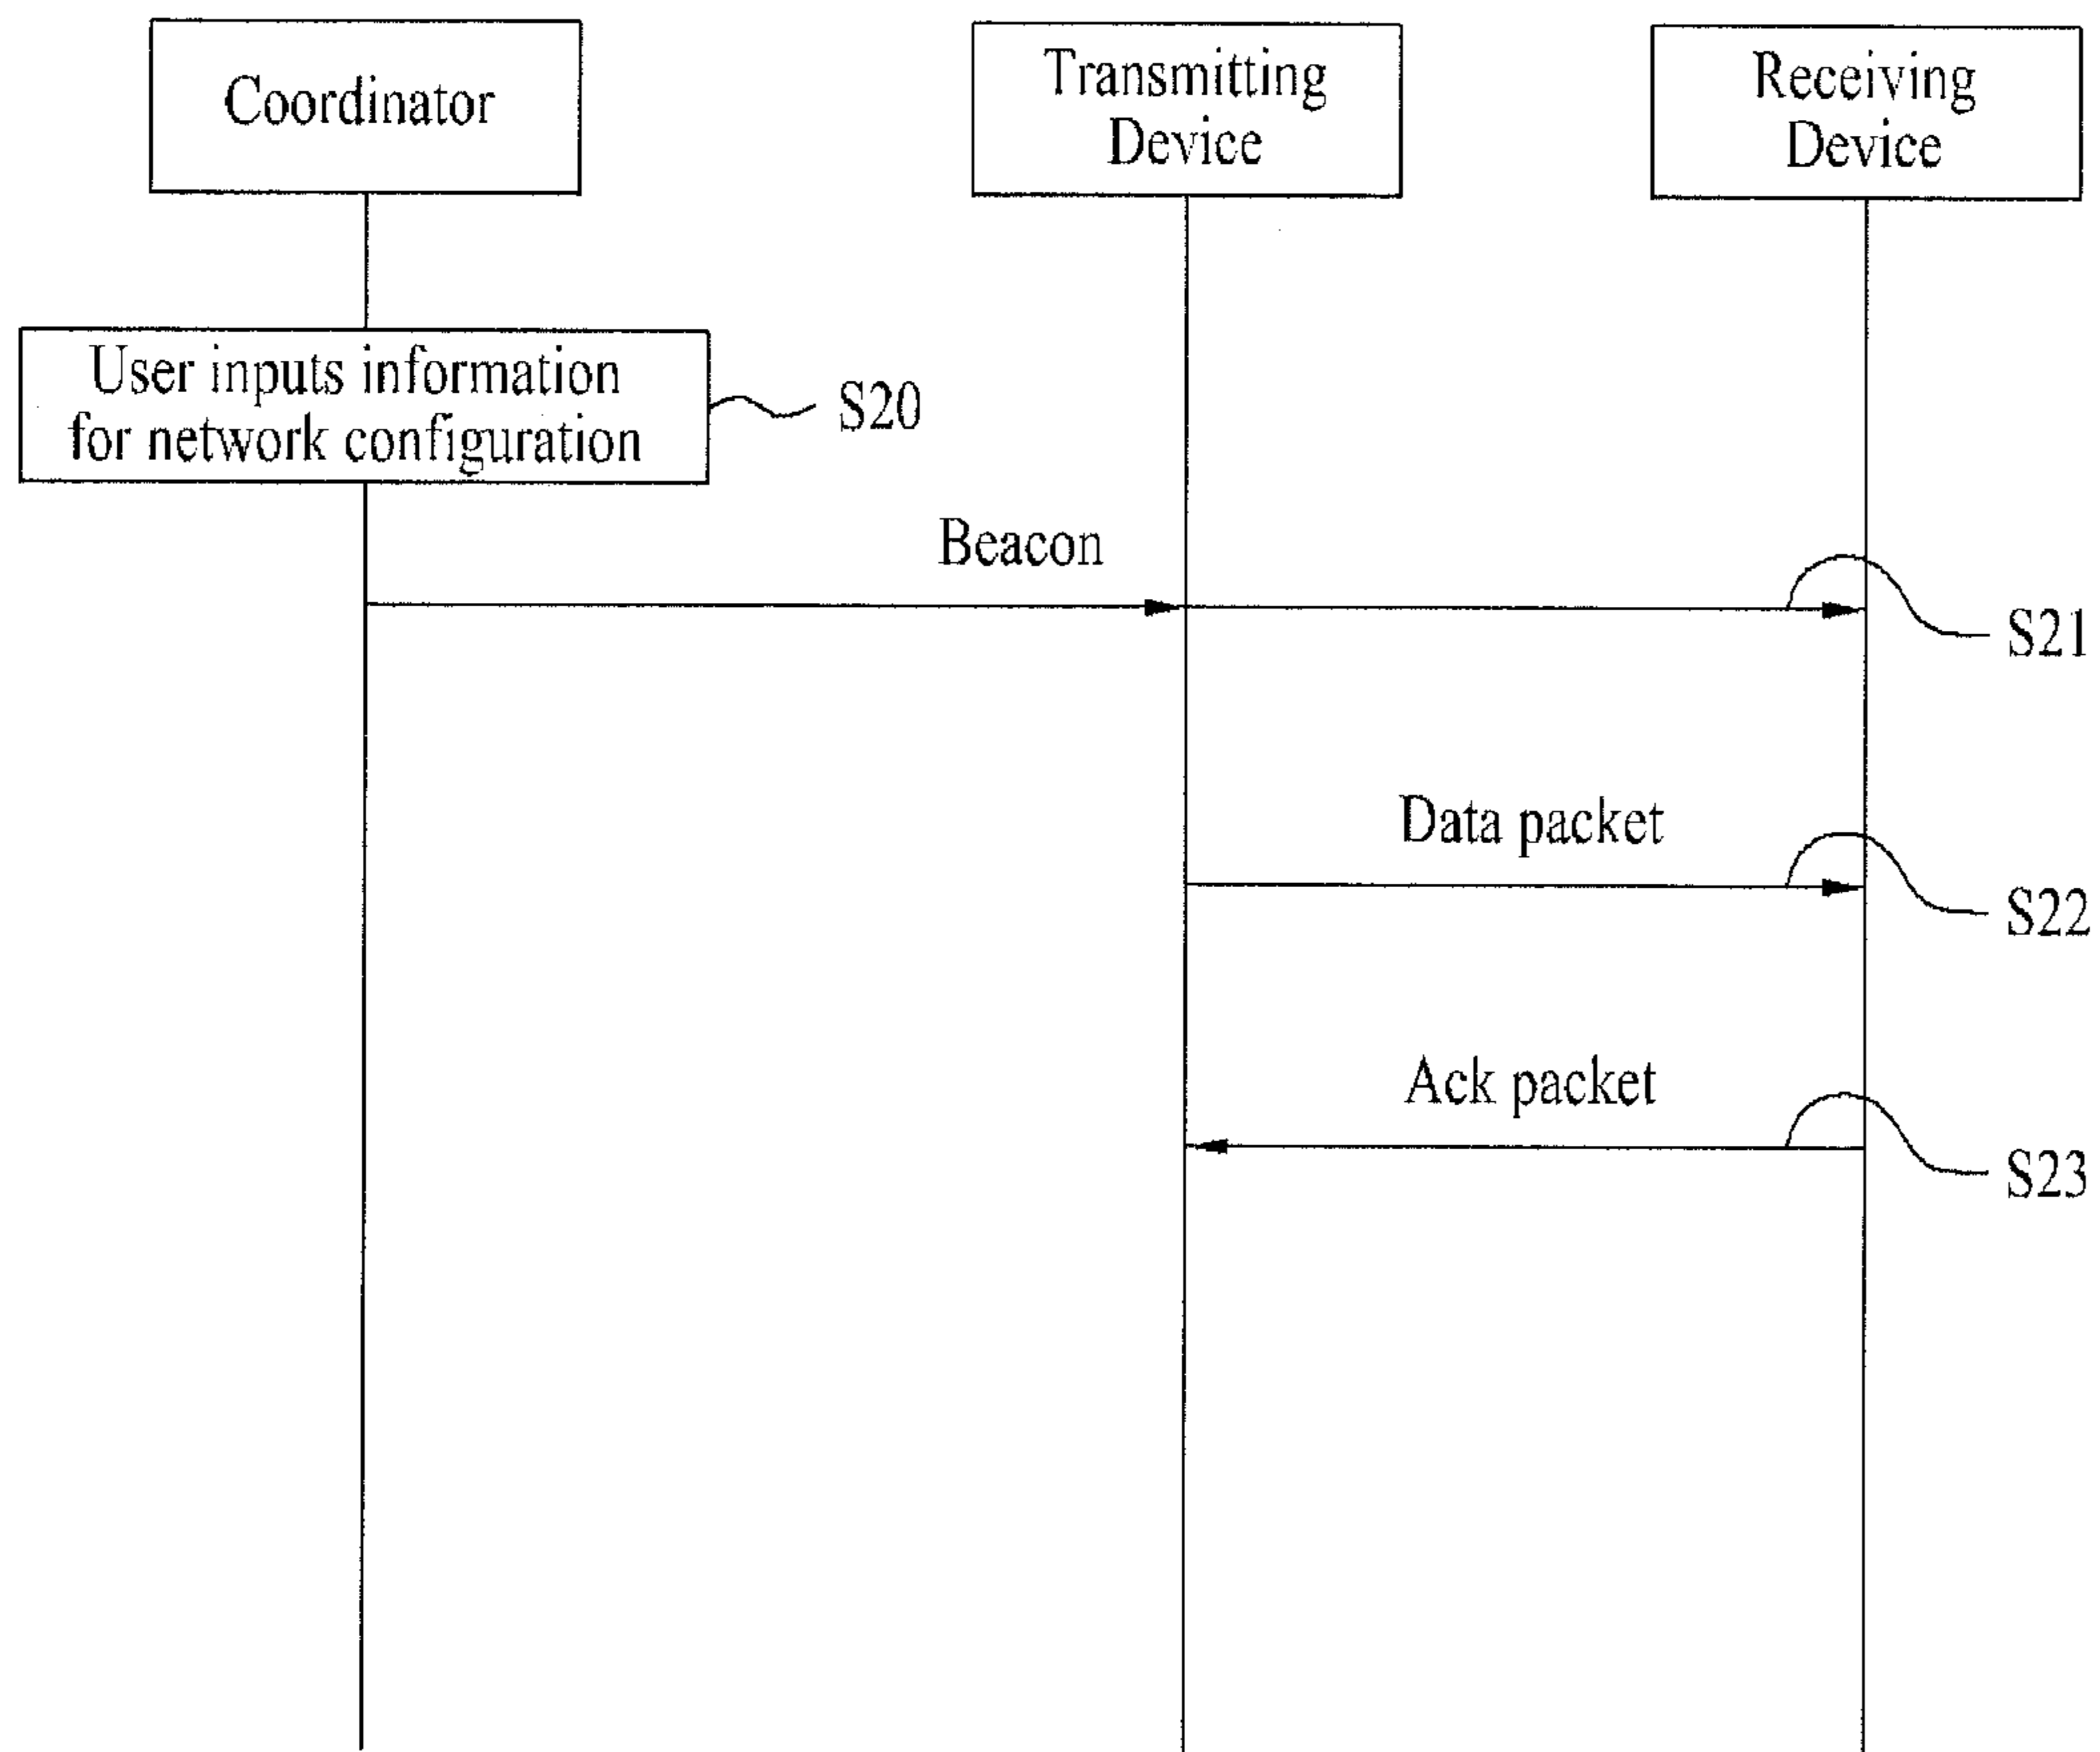 Coordinator
Transmitting
Device
Receiving
Device
User inputs information
for network configuration
S20
Beacon
S21
Data packet
S22
Ack packet
S23